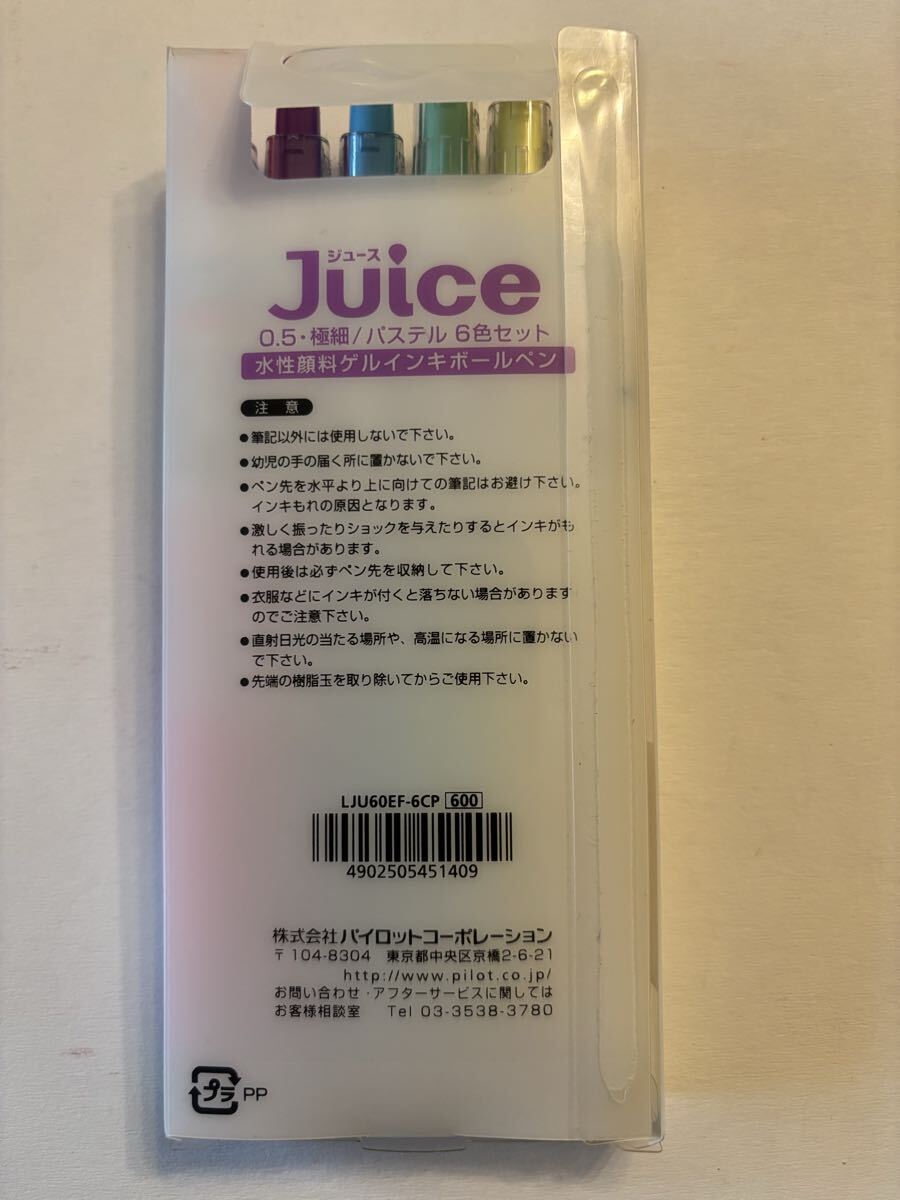 ジュース
Juice
0.5・極細/パステル 6色セット
水性顔料ゲルインキボールペン
注 意
●筆記以外には使用しないで下さい。
●幼児の手の届く所に置かないで下さい。
●ペン先を水平より上に向けての筆記はお避け下さい。
インキもれの原因となります。
●激しく振ったりショックを与えたりするとインキがも
れる場合があります。
●使用後は必ずペン先を収納して下さい。
●衣服などにインキが付くと落ちない場合があります
のでご注意下さい。
●直射日光の当たる場所や、高温になる場所に置かない
で下さい。
●先端の樹脂玉を取り除いてからご使用下さい。
LJU60EF-6CP 600
4902505451409
株式会社 パイロットコーポレーション
〒104-8304 東京都中央区京橋2-6-21
http://www.pilot.co.jp/
お問い合わせ・アフターサービスに関しては
お客様相談室 Tel 03-3538-3780
プラ PP